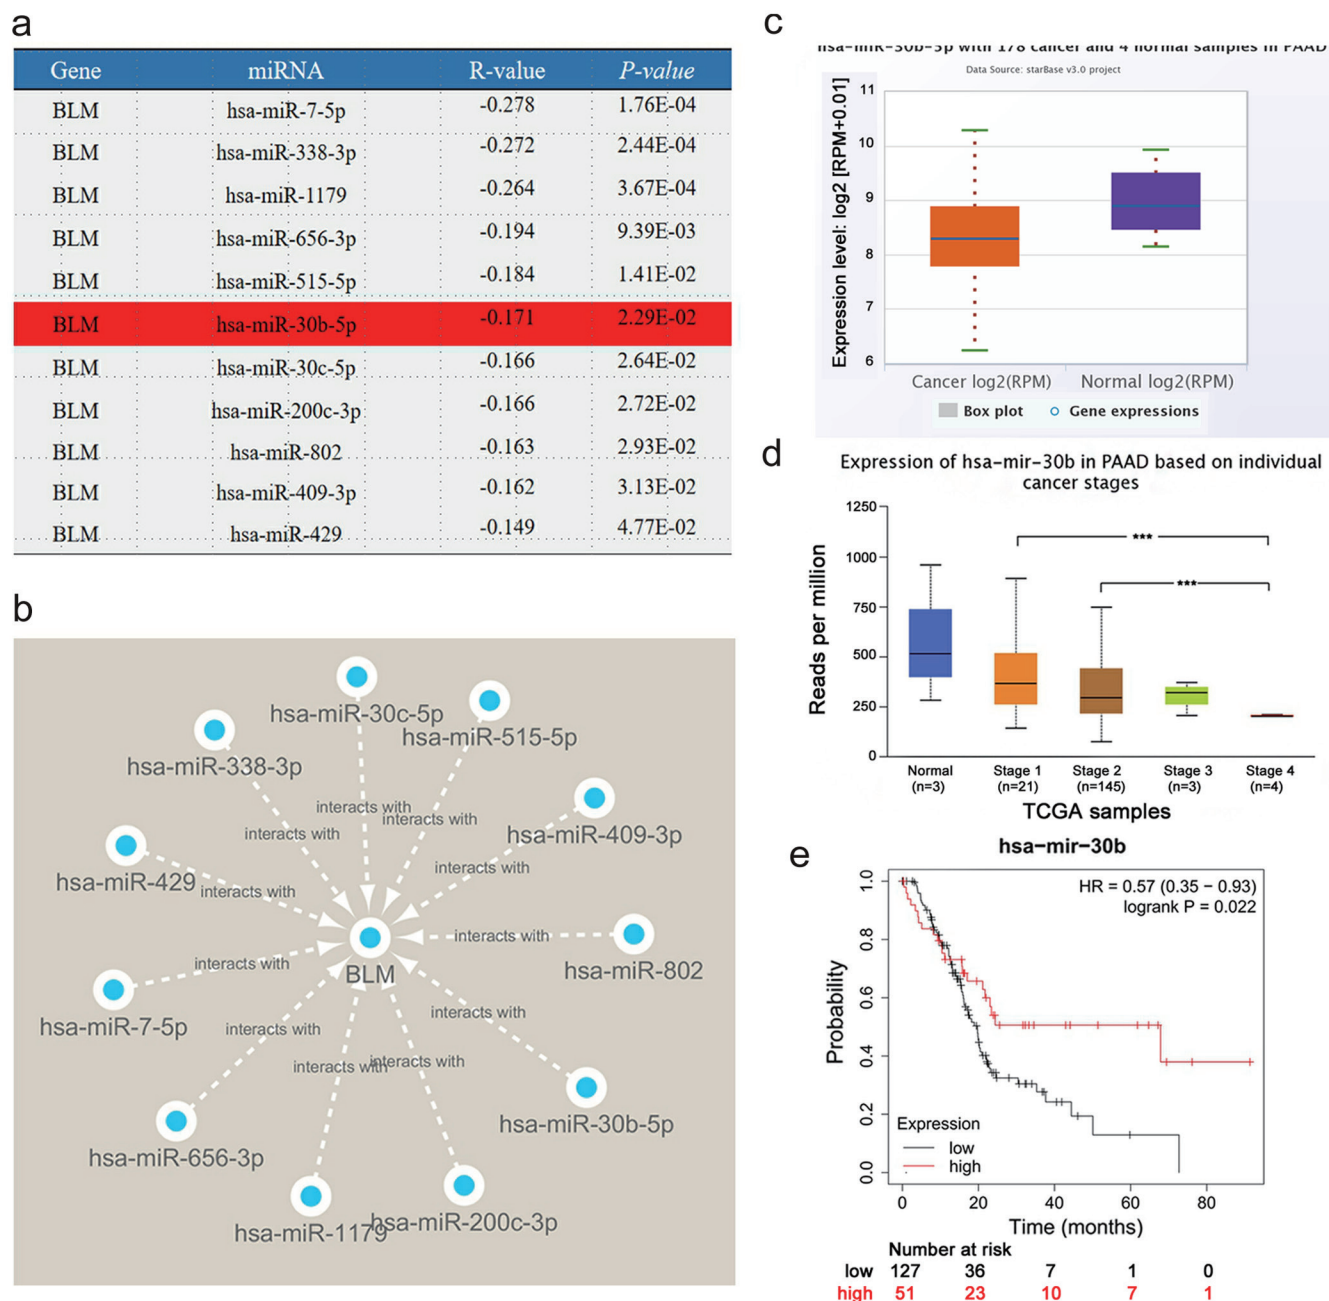 a
Gene miRNA R-value P-value
BLM hsa-miR-7-5p -0.278 1.76E-04
BLM hsa-miR-338-3p -0.272 2.44E-04
BLM hsa-miR-1179 -0.264 3.67E-04
BLM hsa-miR-656-3p -0.194 9.39E-03
BLM hsa-miR-515-5p -0.184 1.41E-02
BLM hsa-miR-30b-5p -0.171 2.29E-02
BLM hsa-miR-30c-5p -0.166 2.64E-02
BLM hsa-miR-200c-3p -0.166 2.72E-02
BLM hsa-miR-802 -0.163 2.93E-02
BLM hsa-miR-409-3p -0.162 3.13E-02
BLM hsa-miR-429 -0.149 4.77E-02
b
hsa-miR-30c-5p
hsa-miR-515-5p
hsa-miR-338-3p
interacts with
interacts with
interacts with
hsa-miR-409-3p
interacts with
hsa-miR-429
interacts with
interacts with
interacts with
BLM
hsa-miR-802
hsa-miR-7-5p
interacts with
interacts with
interacts with
interacts with
hsa-miR-30b-5p
hsa-miR-656-3p
hsa-miR-1179
hsa-miR-200c-3p
c
hsa-miR-30b-5p with 178 cancer and 4 normal samples in PAAD
Data Source: starBase v3.0 project
Expression level: log2 [RPM+0.01]
11
10
9
8
7
6
Cancer log2(RPM) Normal log2(RPM)
Box plot Gene expressions
d
Expression of hsa-mir-30b in PAAD based on individual
cancer stages
Reads per million
1250
1000
750
500
250
0
***
***
Normal Stage 1 Stage 2 Stage 3 Stage 4
(n=3) (n=21) (n=145) (n=3) (n=4)
TCGA samples
e
hsa-mir-30b
HR = 0.57 (0.35 − 0.93)
logrank P = 0.022
Probability
1.0
0.8
0.6
0.4
0.2
0.0
Expression
low
high
0 20 40 60 80
Time (months)
Number at risk
low 127 36 7 1 0
high 51 23 10 7 1